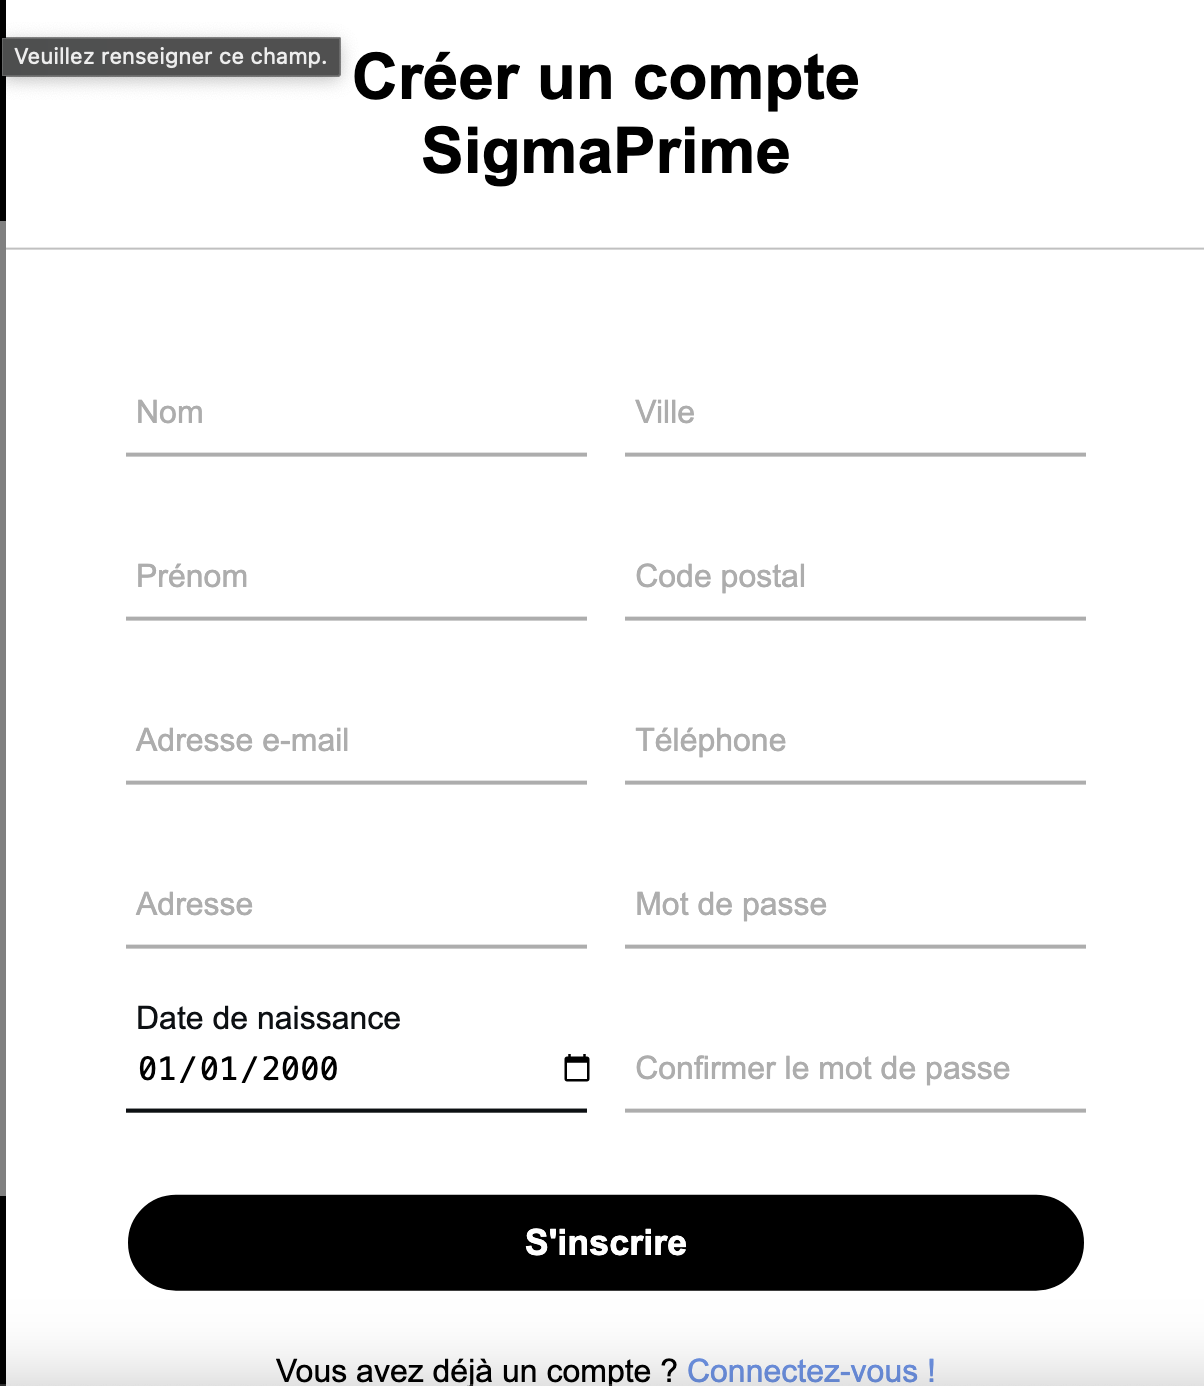 Veuillez renseigner ce champ.
Créer un compte
SigmaPrime
Nom
Ville
Prénom
Code postal
Adresse e-mail
Téléphone
Adresse
Mot de passe
Date de naissance
01/01/2000
Confirmer le mot de passe
S'inscrire
Vous avez déjà un compte ? Connectez-vous !